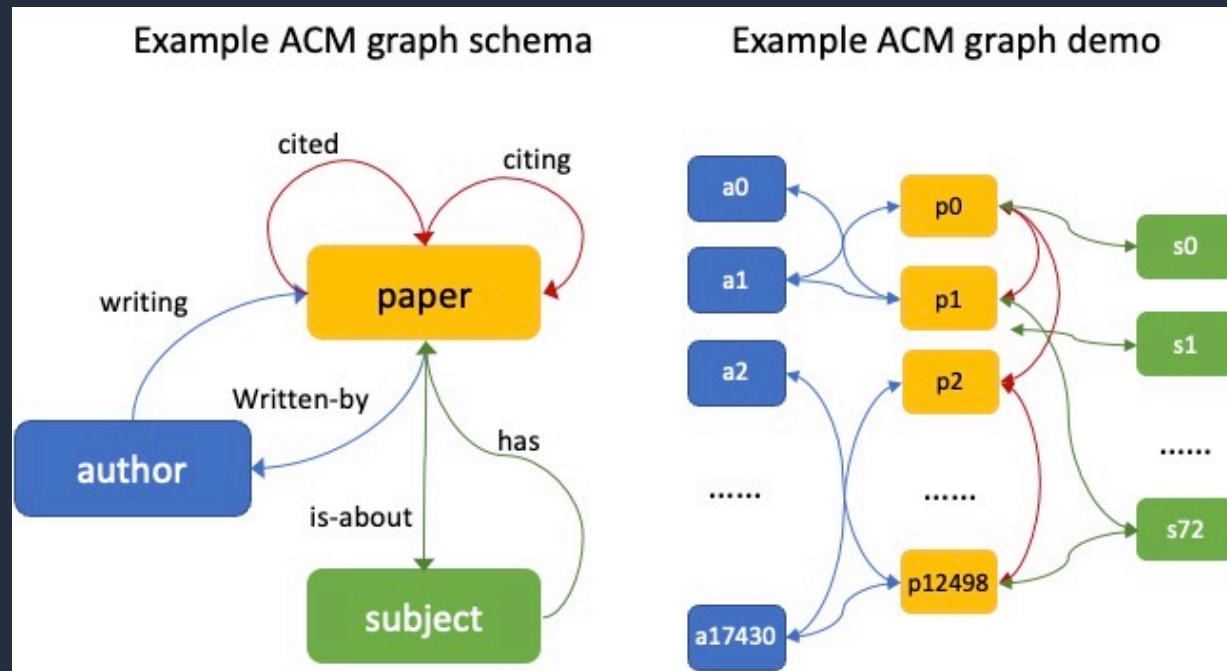 Example ACM graph schema
cited
citing
paper
writing
Written-by
author
has
is-about
subject
Example ACM graph demo
a0
p0
s0
a1
p1
s1
a2
p2
......
......
......
s72
p12498
a17430